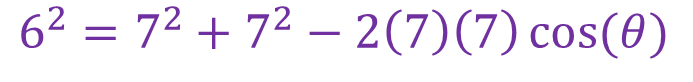 6² = 7² + 7² − 2(7)(7) cos(θ)